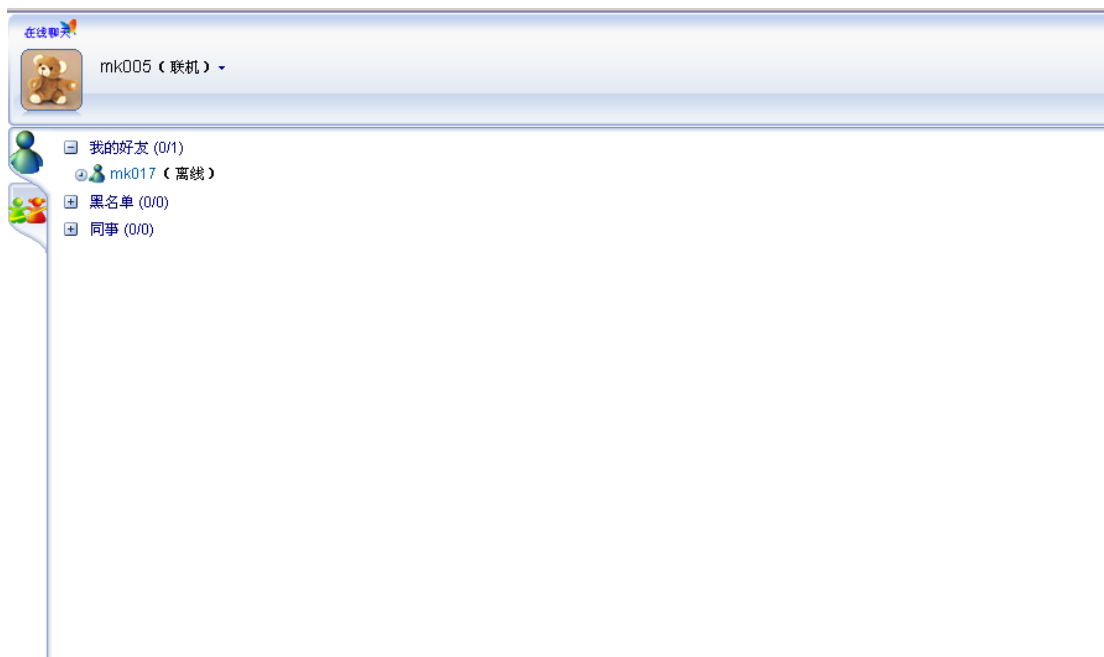 在线聊天
mk005（联机）
我的好友 (0/1)
mk017（离线）
黑名单 (0/0)
同事 (0/0)